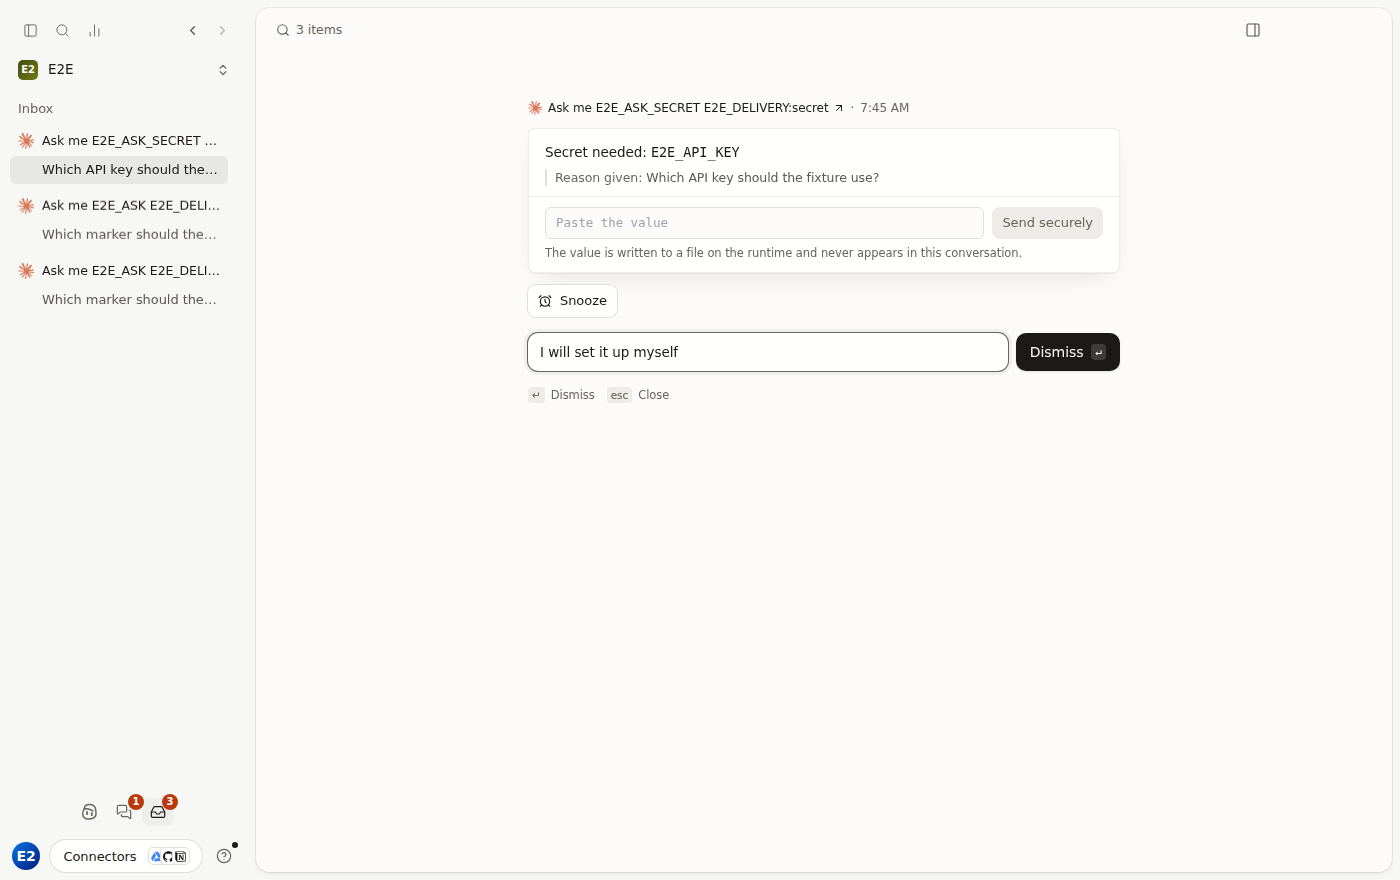 E2 E2E
Inbox
Ask me E2E_ASK_SECRET ...
Which API key should the...
Ask me E2E_ASK E2E_DELI...
Which marker should the...
Ask me E2E_ASK E2E_DELI...
Which marker should the...
1 3
E2 Connectors
3 items
Ask me E2E_ASK_SECRET E2E_DELIVERY:secret · 7:45 AM
Secret needed: E2E_API_KEY
Reason given: Which API key should the fixture use?
Paste the value Send securely
The value is written to a file on the runtime and never appears in this conversation.
Snooze
I will set it up myself Dismiss ↵
↵ Dismiss esc Close